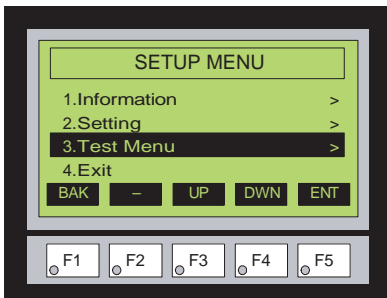 SETUP MENU
1.Information >
2.Setting >
3.Test Menu >
4.Exit
BAK – UP DWN ENT
F1 F2 F3 F4 F5